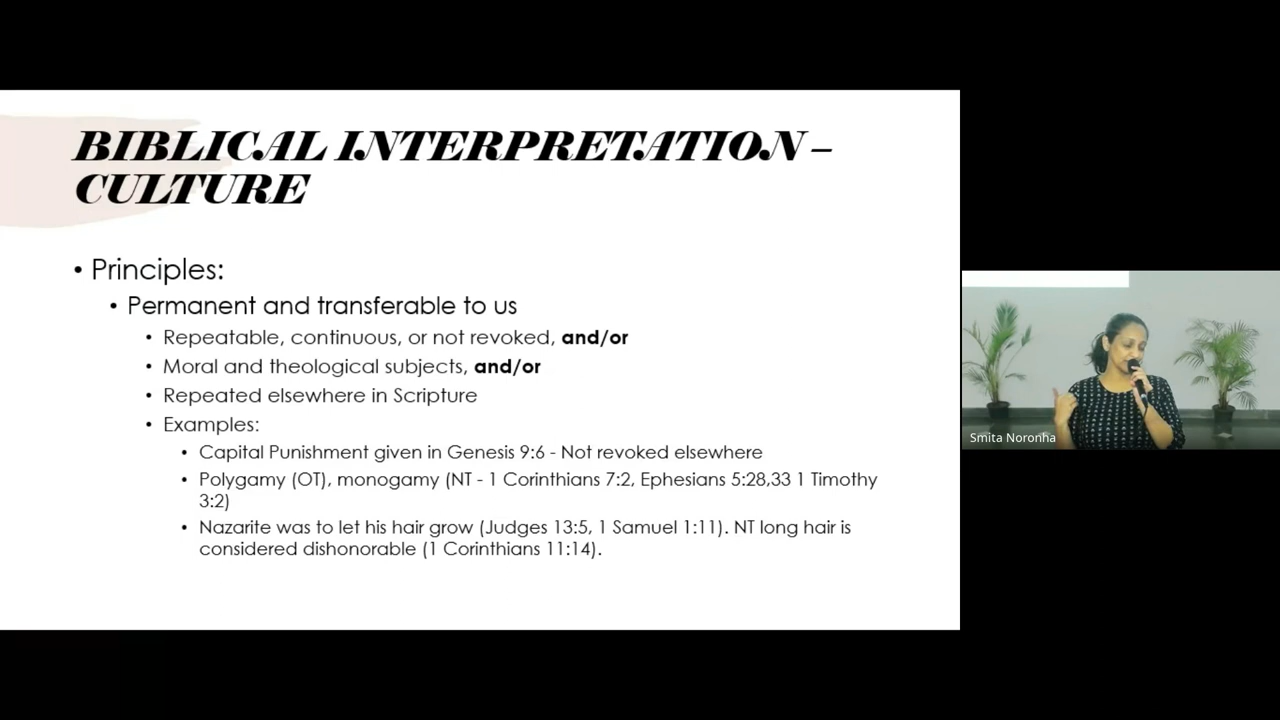 BIBLICAL INTERPRETATION –
CULTURE
• Principles:
• Permanent and transferable to us
• Repeatable, continuous, or not revoked, and/or
• Moral and theological subjects, and/or
• Repeated elsewhere in Scripture
• Examples:
• Capital Punishment given in Genesis 9:6 - Not revoked elsewhere
• Polygamy (OT), monogamy (NT - 1 Corinthians 7:2, Ephesians 5:28,33 1 Timothy
3:2)
• Nazarite was to let his hair grow (Judges 13:5, 1 Samuel 1:11). NT long hair is
considered dishonorable (1 Corinthians 11:14).
Smita Noronha